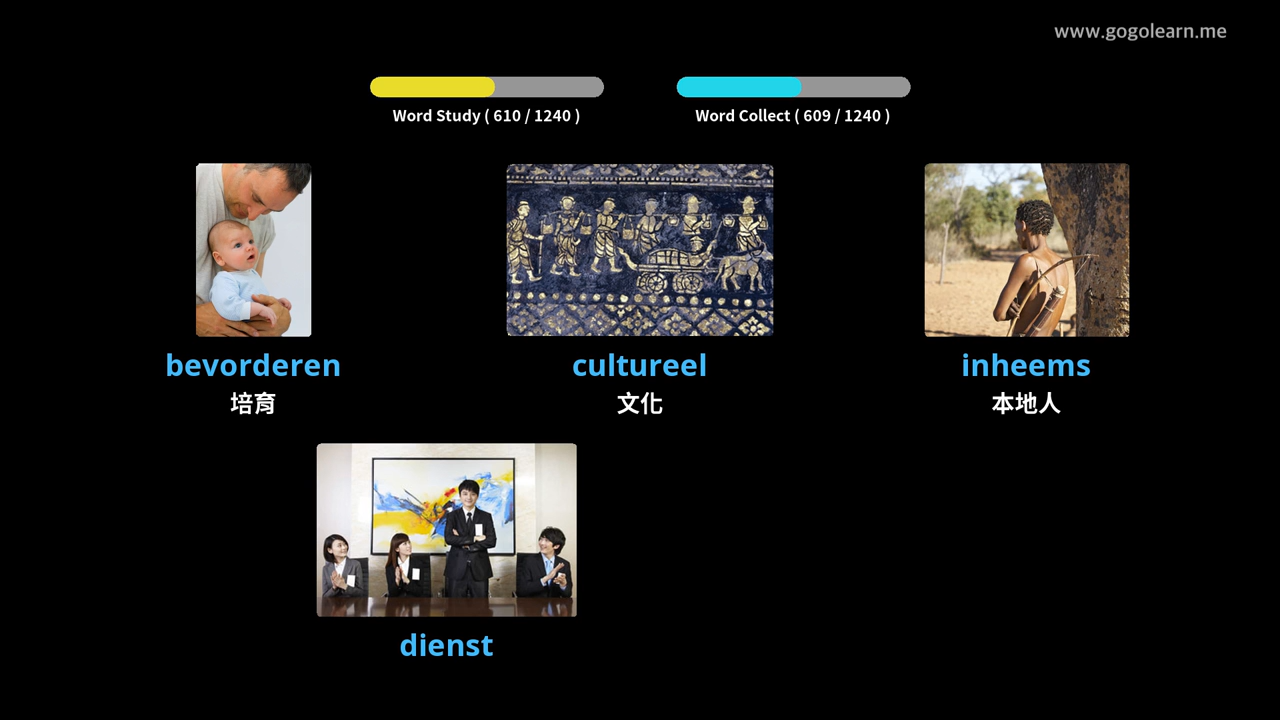 www.gogolearn.me
Word Study ( 610 / 1240 )
Word Collect ( 609 / 1240 )
bevorderen
cultureel
inheems
培育
文化
本地人
dienst